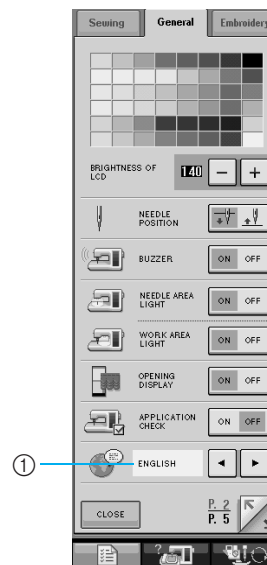 Sewing General Embroidery
BRIGHTNESS OF
LCD
140 − +
NEEDLE
POSITION
BUZZER
ON OFF
NEEDLE AREA
LIGHT
ON OFF
WORK AREA
LIGHT
ON OFF
OPENING
DISPLAY
ON OFF
APPLICATION
CHECK
ON OFF
① ENGLISH
CLOSE
P. 2
P. 5
?